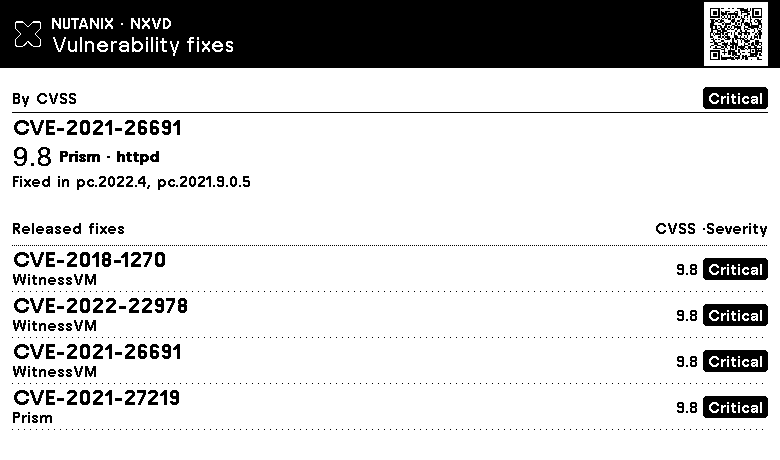 NUTANIX · NXVD
Vulnerability fixes
By CVSS Critical
CVE-2021-26691
9.8 Prism · httpd
Fixed in pc.2022.4, pc.2021.9.0.5
Released fixes CVSS ·Severity
CVE-2018-1270
WitnessVM 9.8 Critical
CVE-2022-22978
WitnessVM 9.8 Critical
CVE-2021-26691
WitnessVM 9.8 Critical
CVE-2021-27219
Prism 9.8 Critical